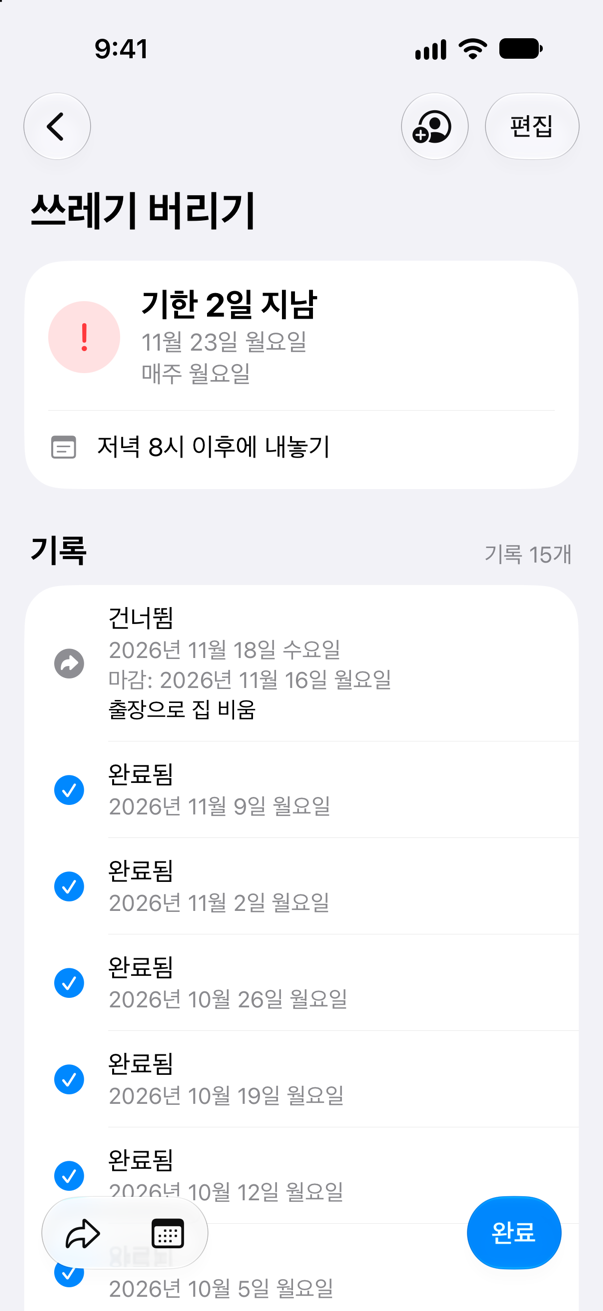 9:41
편집
쓰레기 버리기
기한 2일 지남
11월 23일 월요일
매주 월요일
저녁 8시 이후에 내놓기
기록
기록 15개
건너뜀
2026년 11월 18일 수요일
마감: 2026년 11월 16일 월요일
출장으로 집 비움
완료됨
2026년 11월 9일 월요일
완료됨
2026년 11월 2일 월요일
완료됨
2026년 10월 26일 월요일
완료됨
2026년 10월 19일 월요일
완료됨
2026년 10월 12일 월요일
완료
2026년 10월 5일 월요일